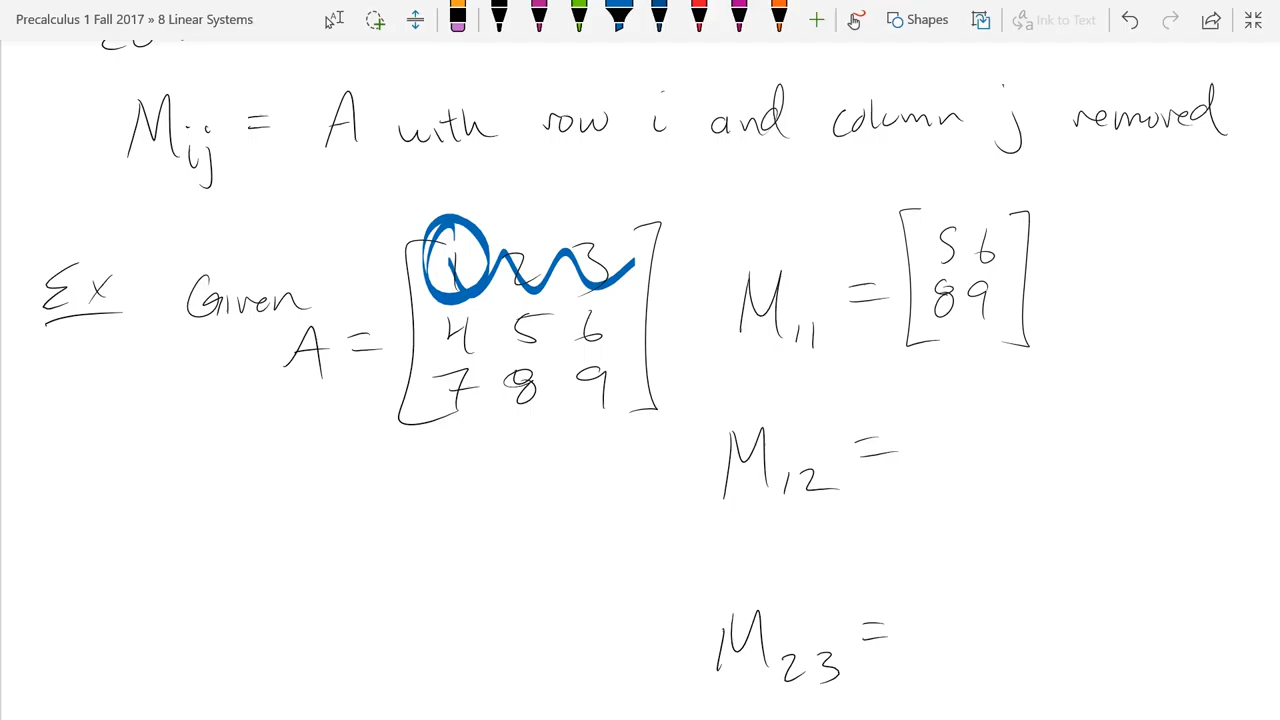 Precalculus 1 Fall 2017 » 8 Linear Systems
Shapes
Ink to Text
Mij = A with row i and column j removed
Ex Given
A = [1 2 3
4 5 6
7 8 9]
M11 = [5 6
8 9]
M12 =
M23 =